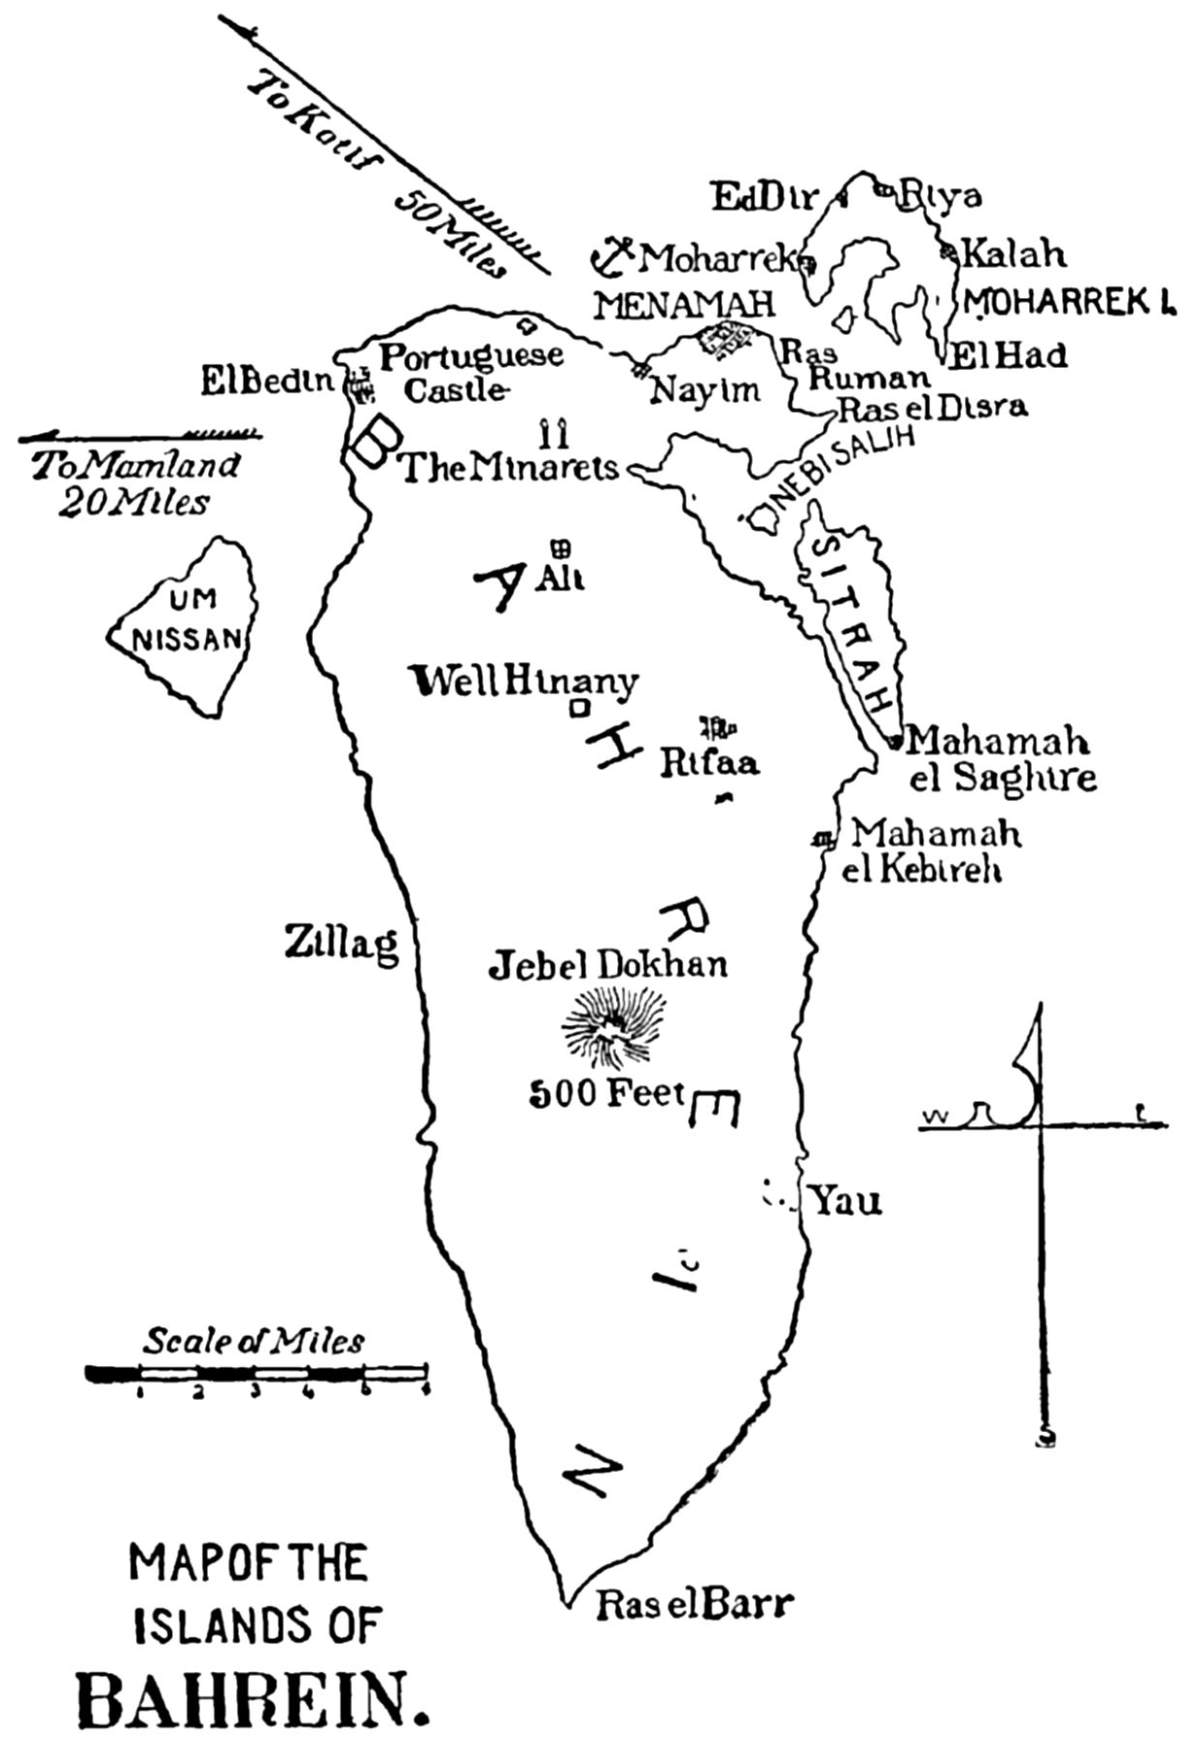 To Katif 50 Miles
Ed Dir
Riya
Moharrek
Kalah
MENAMAH
MOHARREK I.
Portuguese
Castle
El Bedin
Nayim
Ras
Ruman
El Had
Ras el Disra
NEBI SALIH
The Minarets
To Mainland
20 Miles
UM
NISSAN
SITRAH
Ali
Well Hinany
Rifaa
Mahamah
el Saghire
Mahamah
el Kebireh
Zillag
Jebel Dokhan
500 Feet
Yau
BAHREIN
W
E
S
Scale of Miles
1 2 3 4 5
Ras el Barr
MAP OF THE
ISLANDS OF
BAHREIN.